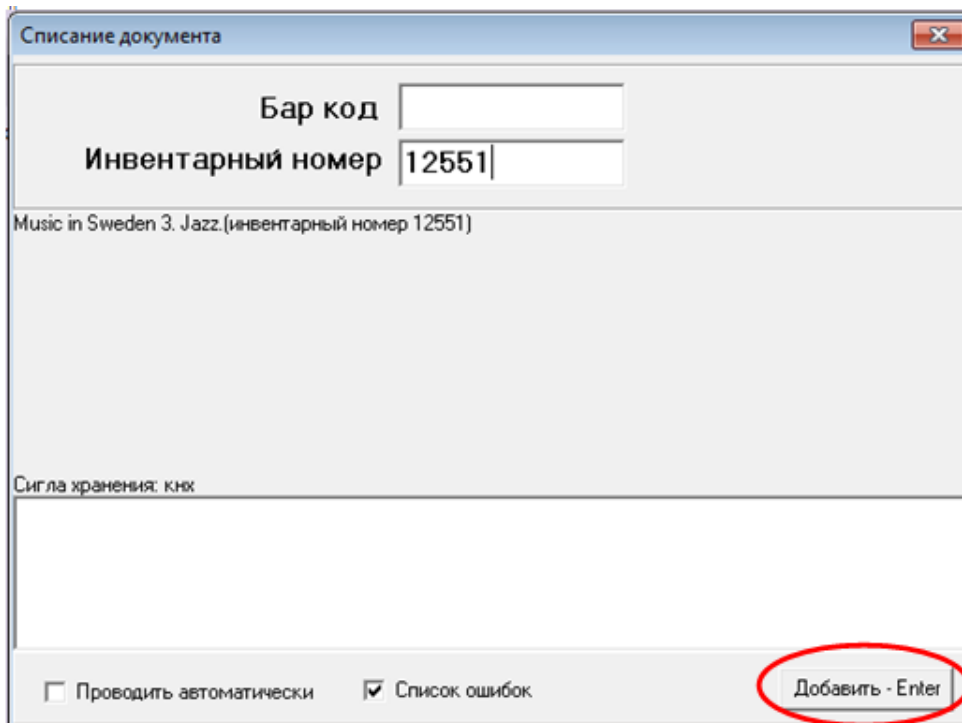 Списание документа
Бар код
Инвентарный номер 12551
Music in Sweden 3. Jazz.(инвентарный номер 12551)
Сигла хранения: кнх
Проводить автоматически Список ошибок Добавить - Enter